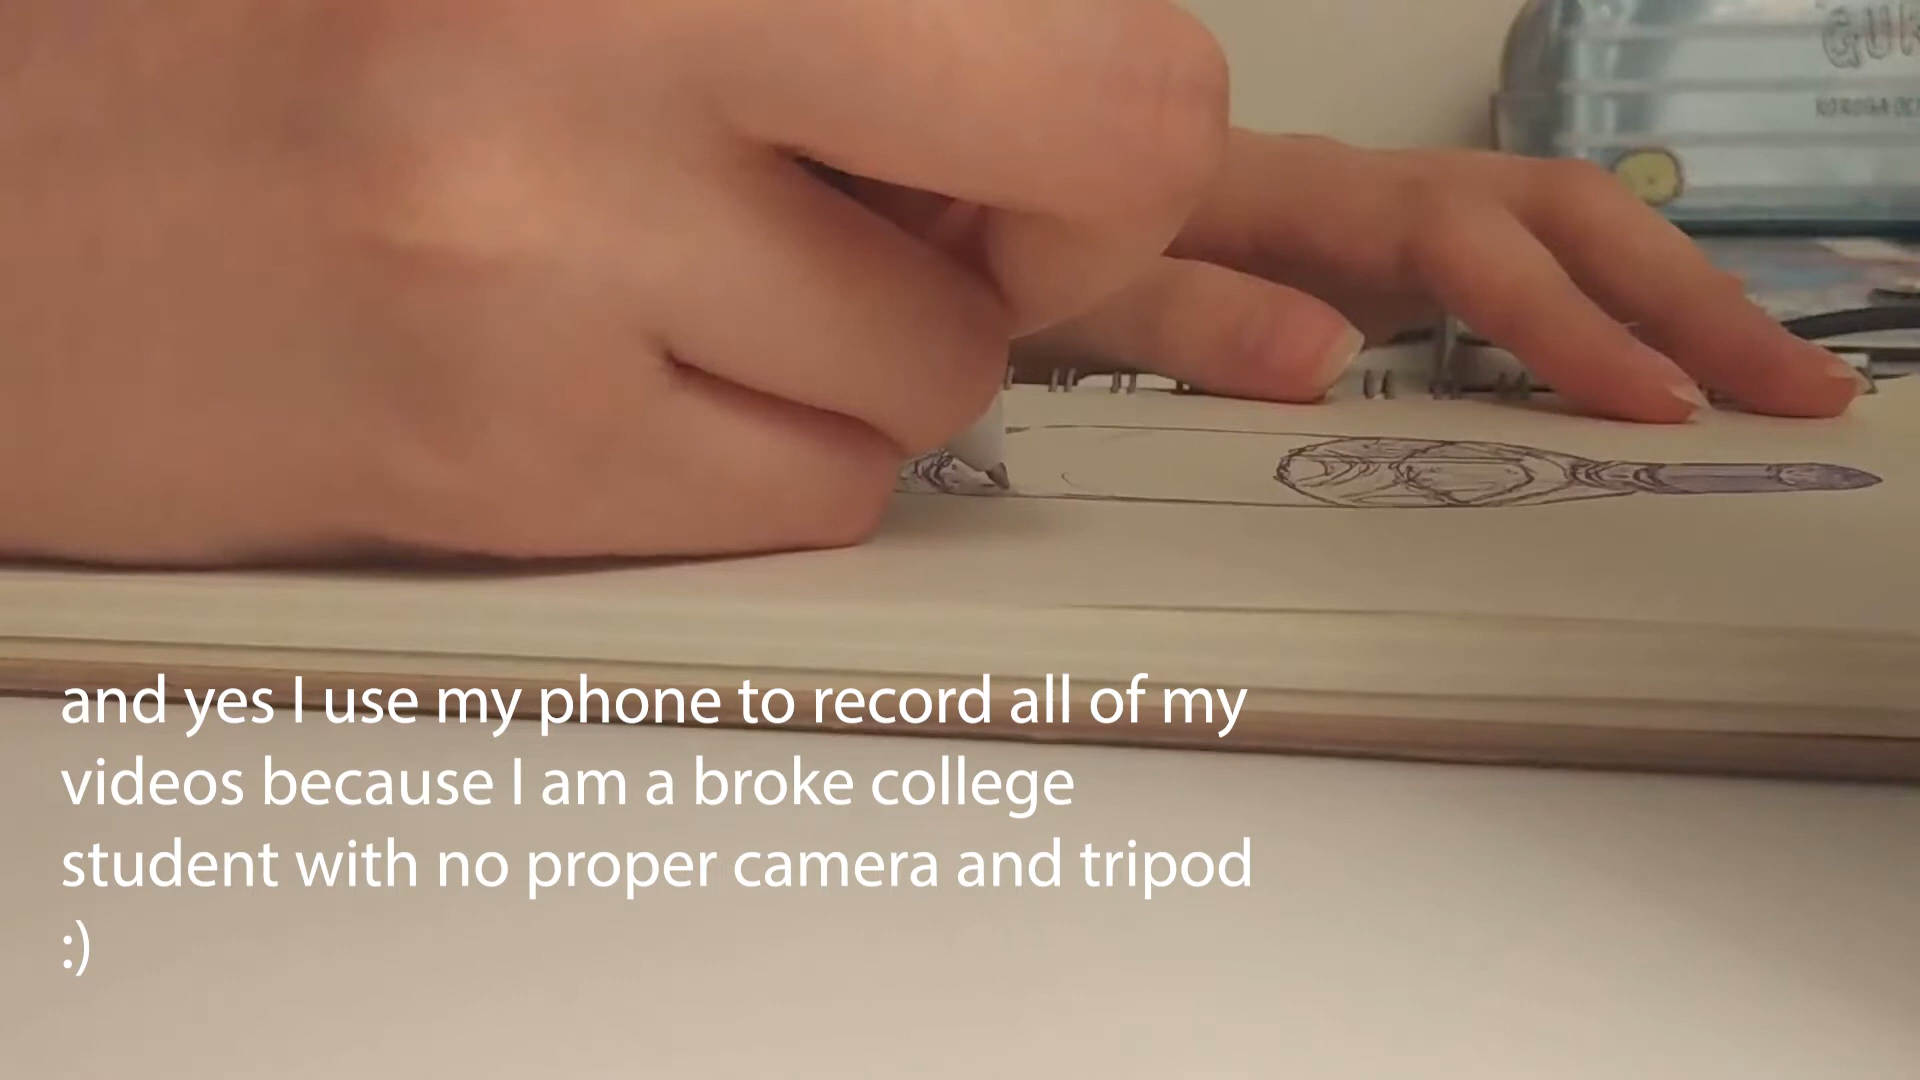 and yes I use my phone to record all of my
videos because I am a broke college
student with no proper camera and tripod
:)